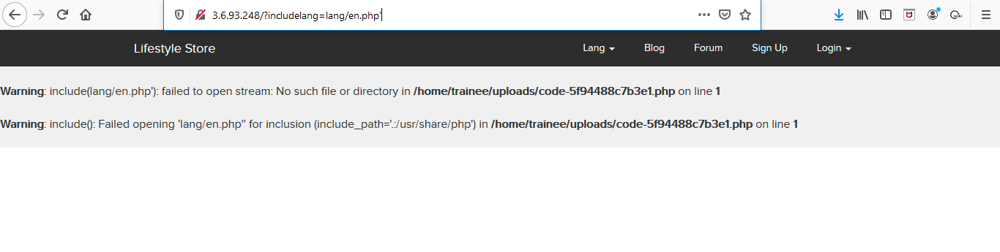 3.6.93.248/?includelang=lang/en.php'
Lifestyle Store Lang Blog Forum Sign Up Login
Warning: include(lang/en.php'): failed to open stream: No such file or directory in /home/trainee/uploads/code-5f94488c7b3e1.php on line 1
Warning: include(): Failed opening 'lang/en.php'' for inclusion (include_path='.:/usr/share/php') in /home/trainee/uploads/code-5f94488c7b3e1.php on line 1